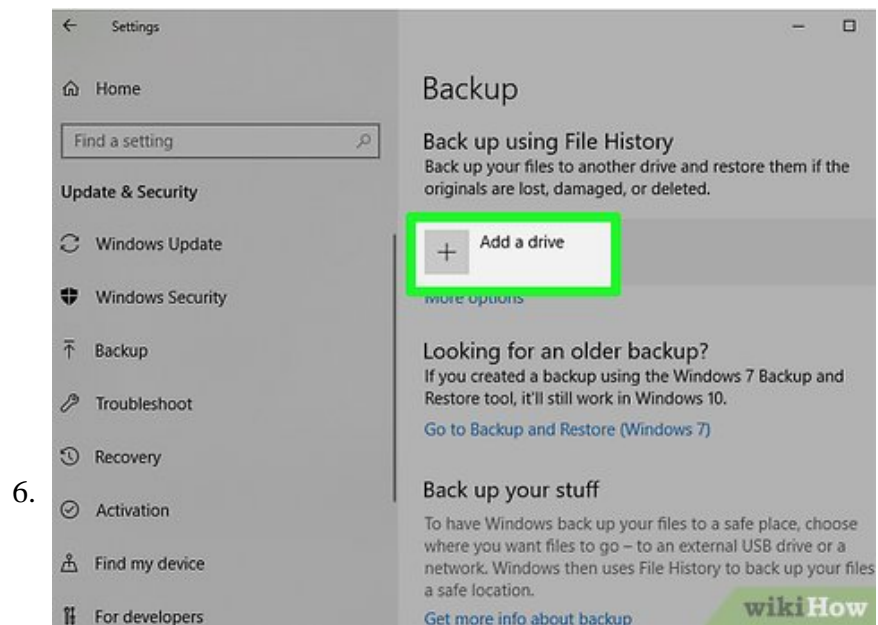 Settings
Home
Find a setting
Update & Security
Windows Update
Windows Security
Backup
Troubleshoot
Recovery
6.
Activation
Find my device
For developers
Backup
Back up using File History
Back up your files to another drive and restore them if the
originals are lost, damaged, or deleted.
Add a drive
More options
Looking for an older backup?
If you created a backup using the Windows 7 Backup and
Restore tool, it'll still work in Windows 10.
Go to Backup and Restore (Windows 7)
Back up your stuff
To have Windows back up your files to a safe place, choose
where you want files to go – to an external USB drive or a
network. Windows then uses File History to back up your files
a safe location.
Get more info about backup
wikiHow